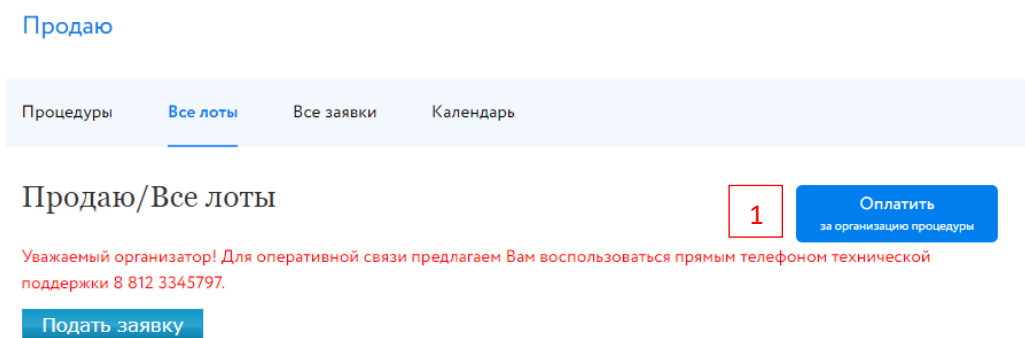 Продаю
Процедуры Все лоты Все заявки Календарь
Продаю/Все лоты
1
Оплатить
за организацию процедуры
Уважаемый организатор! Для оперативной связи предлагаем Вам воспользоваться прямым телефоном технической
поддержки 8 812 3345797.
Подать заявку